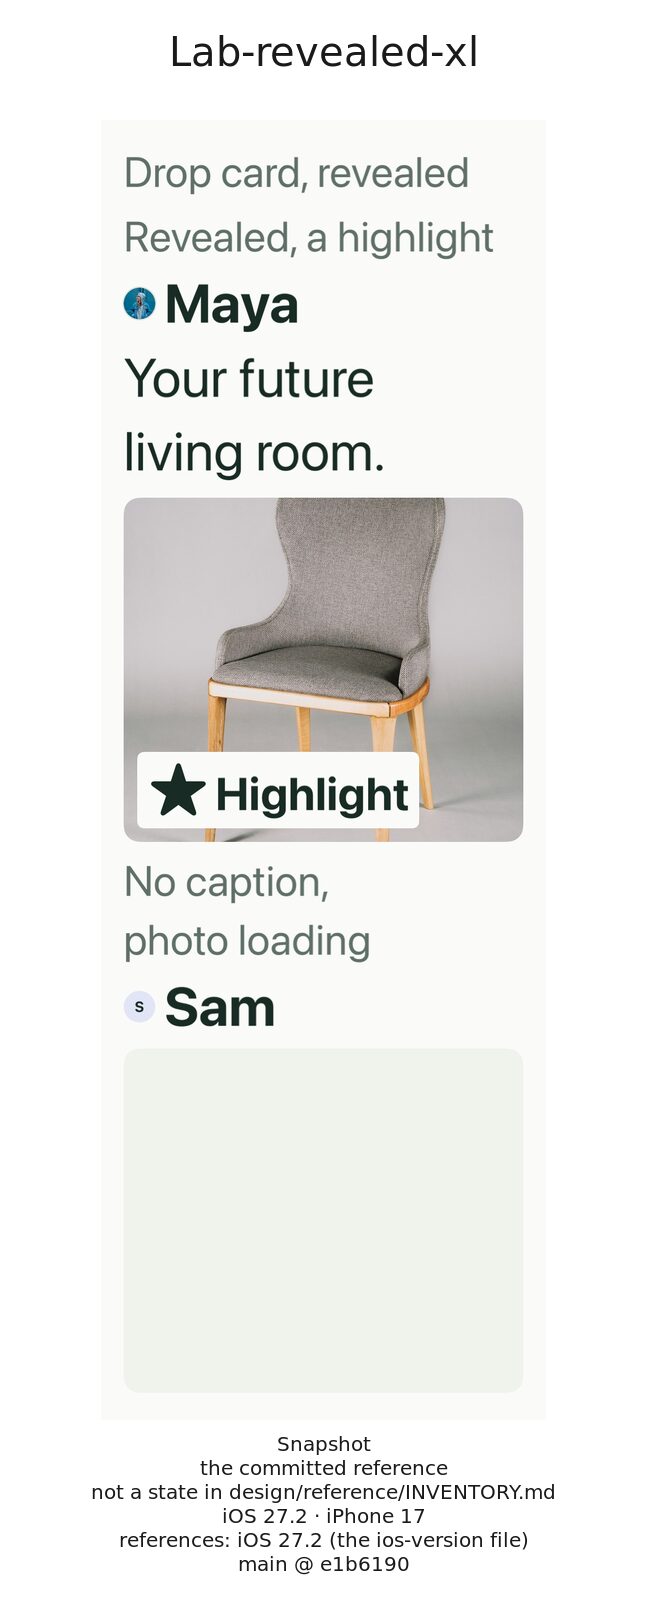 Lab-revealed-xl
Drop card, revealed
Revealed, a highlight
Maya
Your future
living room.
Highlight
No caption,
photo loading
S
Sam
Snapshot
the committed reference
not a state in design/reference/INVENTORY.md
iOS 27.2 · iPhone 17
references: iOS 27.2 (the ios-version file)
main @ e1b6190